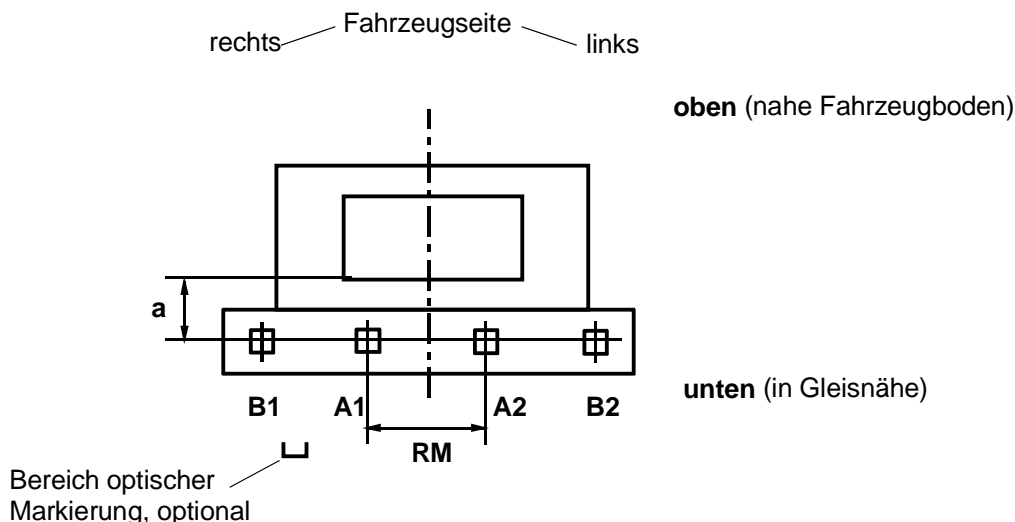 Fahrzeugseite
rechts
links
oben (nahe Fahrzeugboden)
a
unten (in Gleisnähe)
B1 A1 A2 B2
RM
Bereich optischer
Markierung, optional